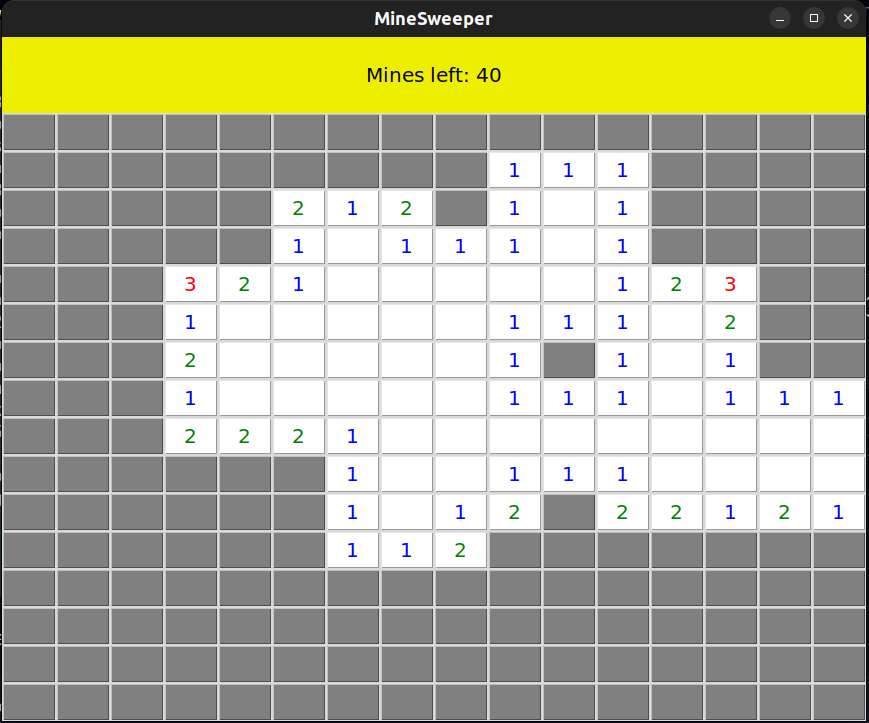 MineSweeper
Mines left: 40
1 1 1
2 1 2 1 1
1 1 1 1 1
3 2 1 1 2 3
1 1 1 1 2
2 1 1 1
1 1 1 1 1 1 1
2 2 2 1
1 1 1 1
1 1 2 2 2 1 2 1
1 1 2